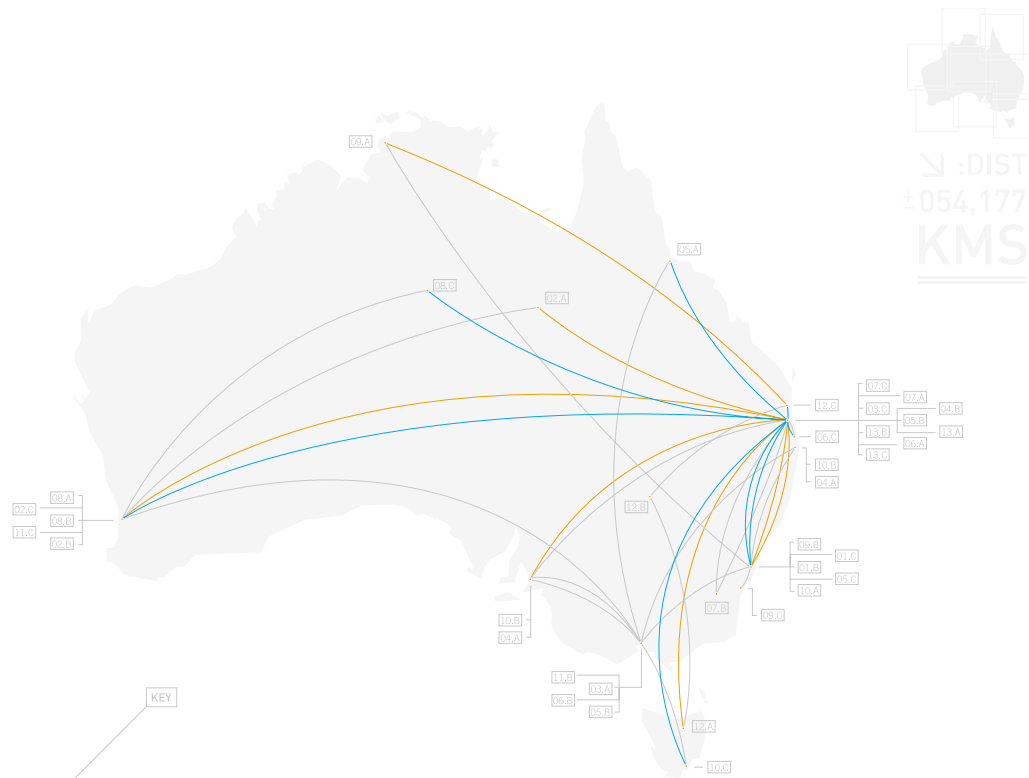 09.A
:DIST
±054,177
KMS
05.A
08.C
02.A
07.C
07.A
12.C
03.C
04.B
05.B
13.B
13.A
06.C
06.A
13.C
10.B
04.A
08.A
02.C
12.B
08.B
11.C
02.B
09.B
01.C
01.B
05.C
10.A
07.B
09.C
10.B
04.A
11.B
03.A
06.B
05.B
KEY
12.A
10.C